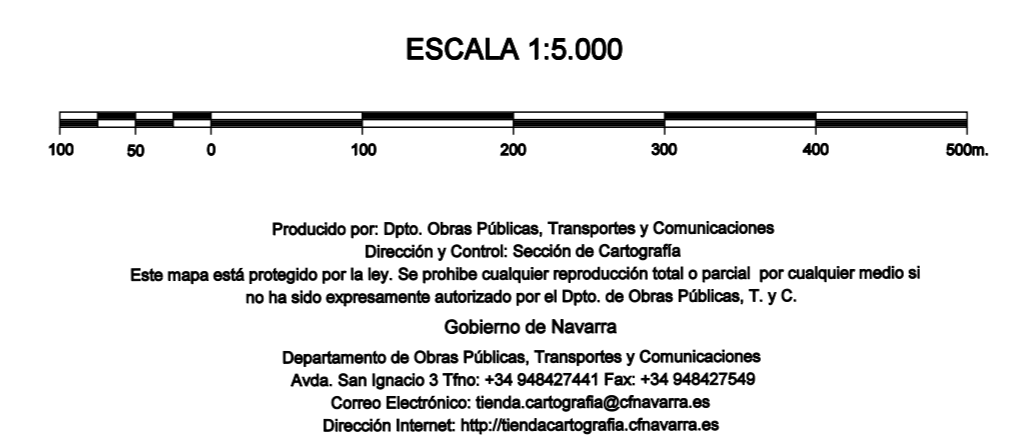 ESCALA 1:5.000
100 50 0 100 200 300 400 500m.
Producido por: Dpto. Obras Públicas, Transportes y Comunicaciones
Dirección y Control: Sección de Cartografía
Este mapa está protegido por la ley. Se prohibe cualquier reproducción total o parcial por cualquier medio si
no ha sido expresamente autorizado por el Dpto. de Obras Públicas, T. y C.
Gobierno de Navarra
Departamento de Obras Públicas, Transportes y Comunicaciones
Avda. San Ignacio 3 Tfno: +34 948427441 Fax: +34 948427549
Correo Electrónico: tienda.cartografia@cfnavarra.es
Dirección Internet: http://tiendacartografia.cfnavarra.es